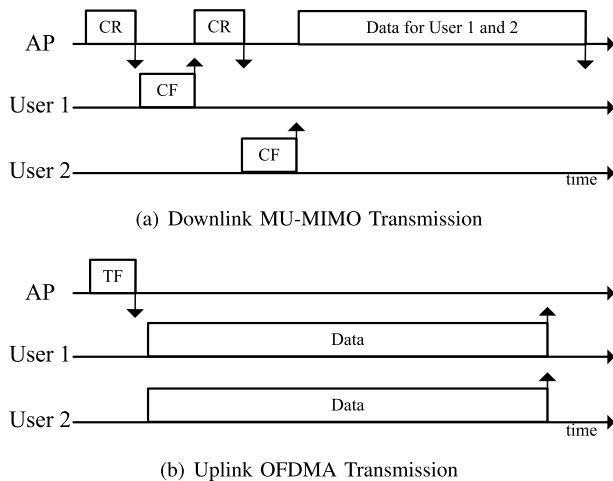 CR CR Data for User 1 and 2
AP
CF
User 1
CF
User 2
time
(a) Downlink MU-MIMO Transmission
TF
AP
Data
User 1
Data
User 2
time
(b) Uplink OFDMA Transmission